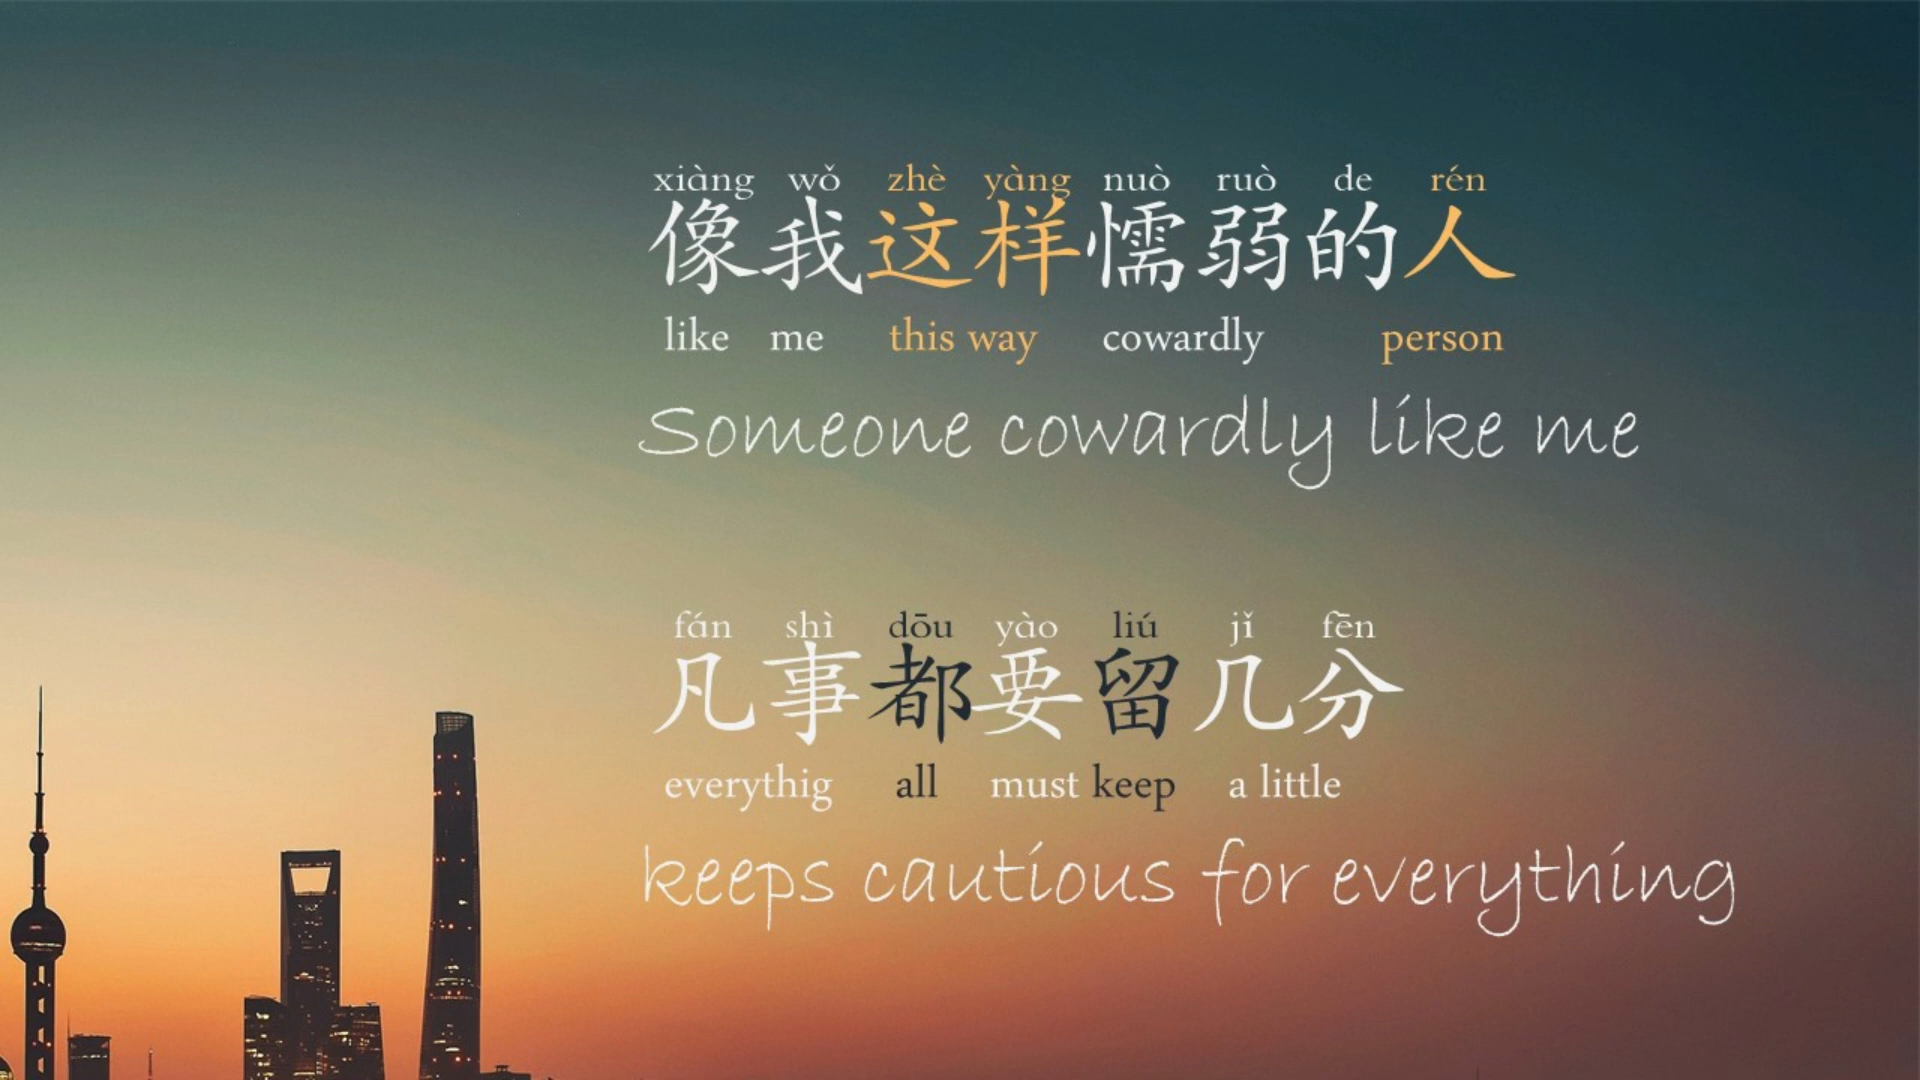 xiàng wǒ zhè yàng nuò ruò de rén
像我这样懦弱的人
like me this way cowardly person
Someone cowardly like me
fán shì dōu yào liú jǐ fēn
凡事都要留几分
everythig all must keep a little
keeps cautious for everything